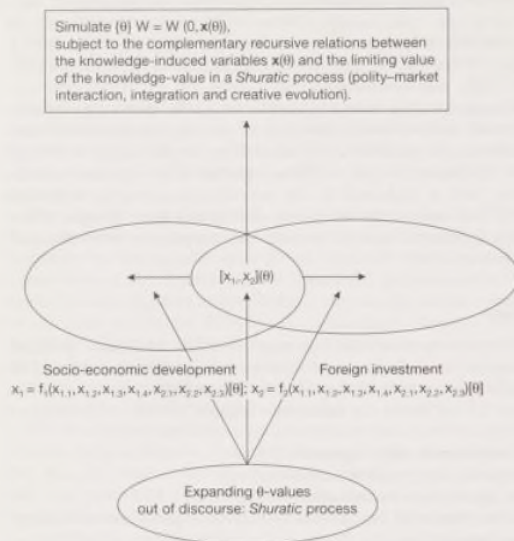 Simulate {θ} W = W (0, x(θ)),
subject to the complementary recursive relations between
the knowledge-induced variables x(θ) and the limiting value
of the knowledge-value in a Shuratic process (polity–market
interaction, integration and creative evolution).
[x₁,,x₂](θ)
Socio-economic development
Foreign investment
x₁ = f₁(x₁.₁, x₁.₂, x₁.₃, x₁.₄, x₂.₁, x₂.₂, x₂.₃)[θ]; x₂ = f₂(x₁.₁, x₁.₂, x₁.₃, x₁.₄, x₂.₁, x₂.₂, x₂.₃)[θ]
Expanding θ-values
out of discourse: Shuratic process